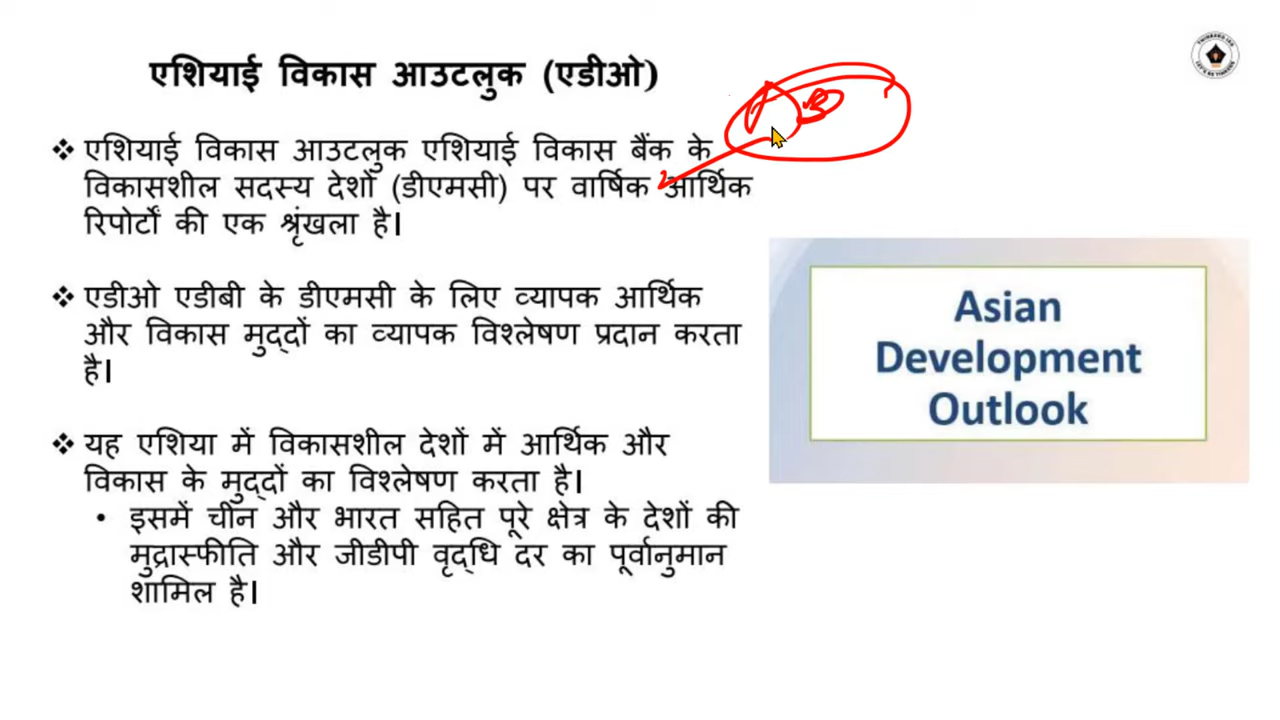 एशियाई विकास आउटलुक (एडीओ)
❖ एशियाई विकास आउटलुक एशियाई विकास बैंक के
विकासशील सदस्य देशों (डीएमसी) पर वार्षिक आर्थिक
रिपोर्टों की एक श्रृंखला है।
❖ एडीओ एडीबी के डीएमसी के लिए व्यापक आर्थिक
और विकास मुद्दों का व्यापक विश्लेषण प्रदान करता
है।
❖ यह एशिया में विकासशील देशों में आर्थिक और
विकास के मुद्दों का विश्लेषण करता है।
• इसमें चीन और भारत सहित पूरे क्षेत्र के देशों की
मुद्रास्फीति और जीडीपी वृद्धि दर का पूर्वानुमान
शामिल है।
Asian
Development
Outlook